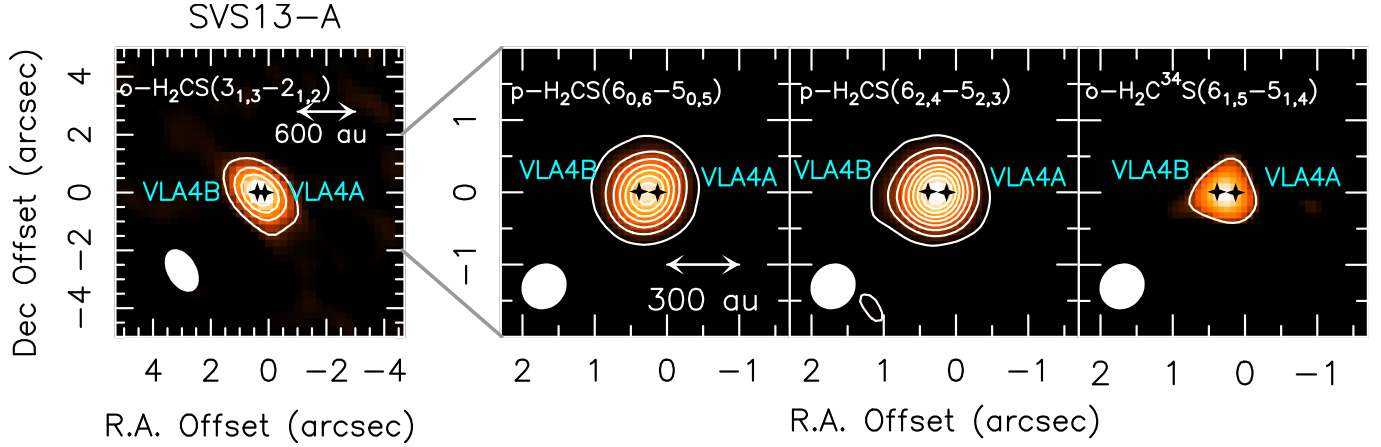 SVS13-A
o-H₂CS(3₁,₃-2₁,₂)
600 au
VLA4B VLA4A
Dec Offset (arcsec)
4
2
0
-2
-4
4 2 0 -2 -4
R.A. Offset (arcsec)
p-H₂CS(6₀,₆-5₀,₅)
VLA4B VLA4A
300 au
1
0
-1
2 1 0 -1
p-H₂CS(6₂,₄-5₂,₃)
VLA4B VLA4A
2 1 0 -1
o-H₂C³⁴S(6₁,₅-5₁,₄)
VLA4B VLA4A
2 1 0 -1
R.A. Offset (arcsec)